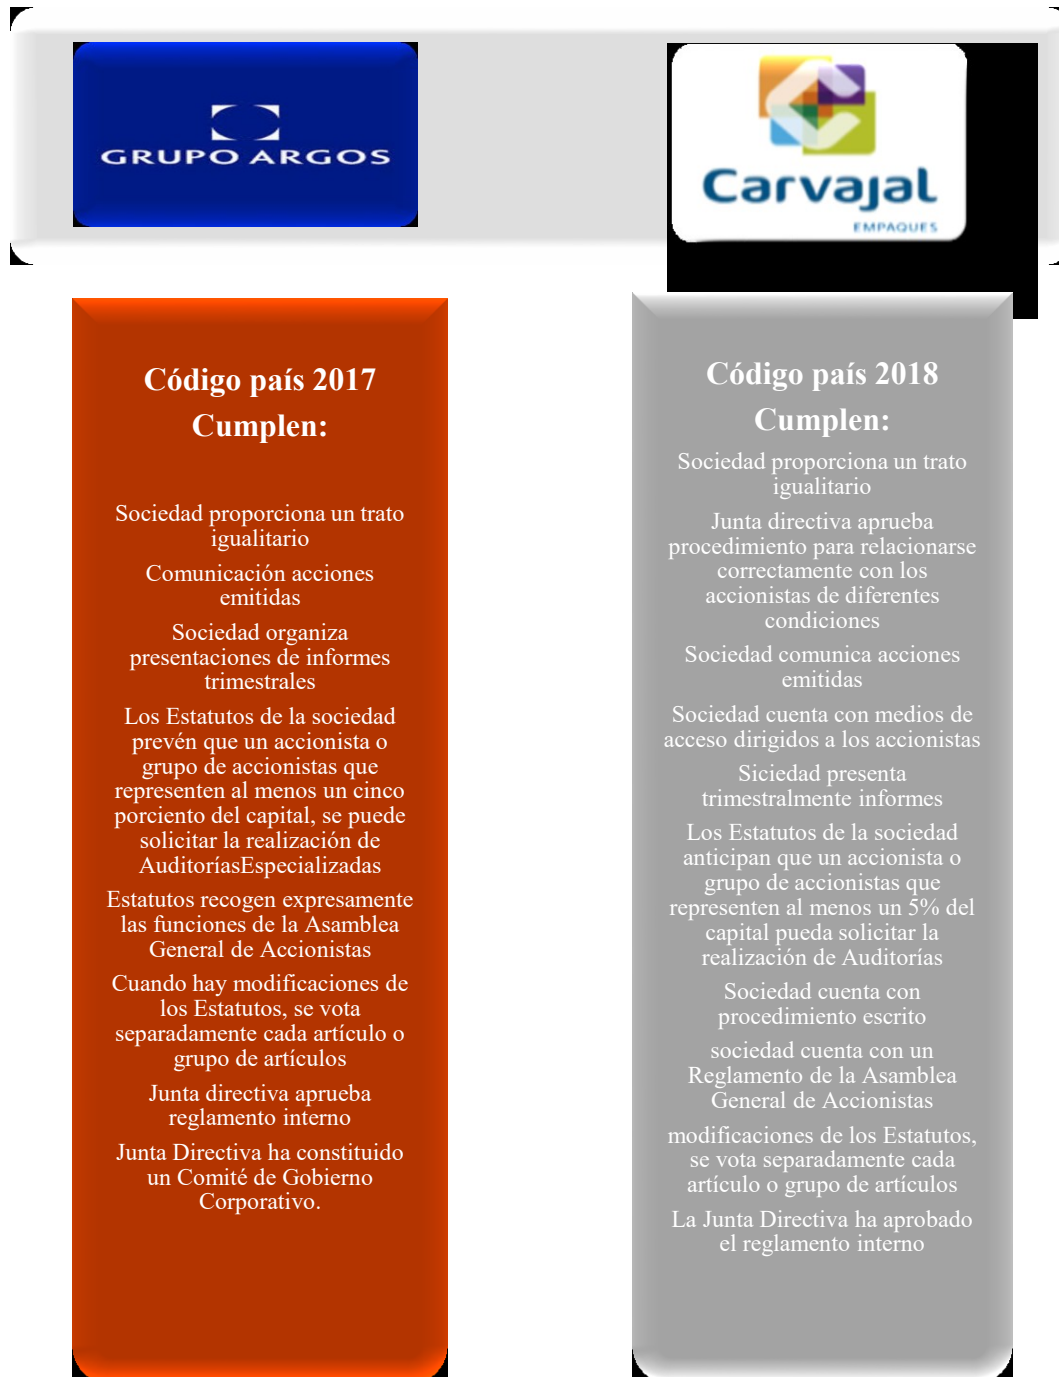 GRUPO ARGOS
Carvajal
EMPAQUES
Código país 2017
Cumplen:
Sociedad proporciona un trato
igualitario
Comunicación acciones
emitidas
Sociedad organiza
presentaciones de informes
trimestrales
Los Estatutos de la sociedad
prevén que un accionista o
grupo de accionistas que
representen al menos un cinco
porciento del capital, se puede
solicitar la realización de
AuditoríasEspecializadas
Estatutos recogen expresamente
las funciones de la Asamblea
General de Accionistas
Cuando hay modificaciones de
los Estatutos, se vota
separadamente cada artículo o
grupo de artículos
Junta directiva aprueba
reglamento interno
Junta Directiva ha constituido
un Comité de Gobierno
Corporativo.
Código país 2018
Cumplen:
Sociedad proporciona un trato
igualitario
Junta directiva aprueba
procedimiento para relacionarse
correctamente con los
accionistas de diferentes
condiciones
Sociedad comunica acciones
emitidas
Sociedad cuenta con medios de
acceso dirigidos a los accionistas
Siciedad presenta
trimestralmente informes
Los Estatutos de la sociedad
anticipan que un accionista o
grupo de accionistas que
representen al menos un 5% del
capital pueda solicitar la
realización de Auditorías
Sociedad cuenta con
procedimiento escrito
sociedad cuenta con un
Reglamento de la Asamblea
General de Accionistas
modificaciones de los Estatutos,
se vota separadamente cada
artículo o grupo de artículos
La Junta Directiva ha aprobado
el reglamento interno